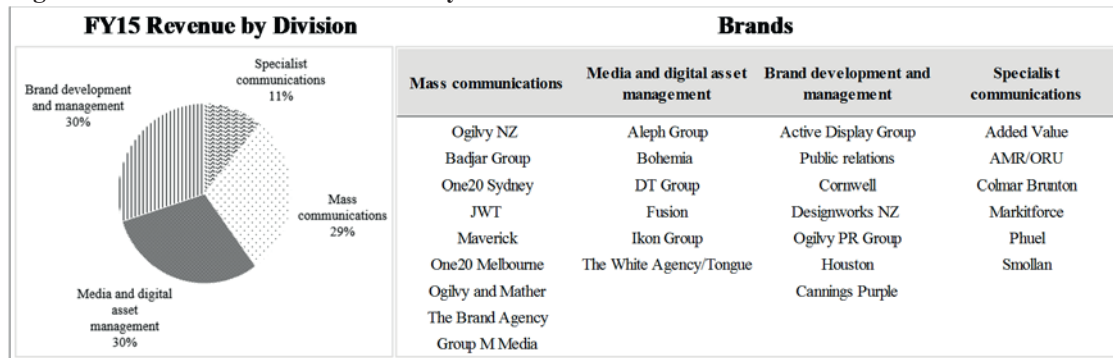 FY15 Revenue by Division
Brands
Specialist
communications
11%
Brand development
and management
30%
Mass
communications
29%
Media and digital
asset
management
30%
Mass communications
Media and digital asset
management
Brand development and
management
Specialist
communications
Ogilvy NZ
Aleph Group
Active Display Group
Added Value
Badjar Group
Bohemia
Public relations
AMR/ORU
One20 Sydney
DT Group
Cornwell
Colmar Brunton
JWT
Fusion
Designworks NZ
Markitforce
Maverick
Ikon Group
Ogilvy PR Group
Phuel
One20 Melbourne
The White Agency/Tongue
Houston
Smollan
Ogilvy and Mather
Cannings Purple
The Brand Agency
Group M Media